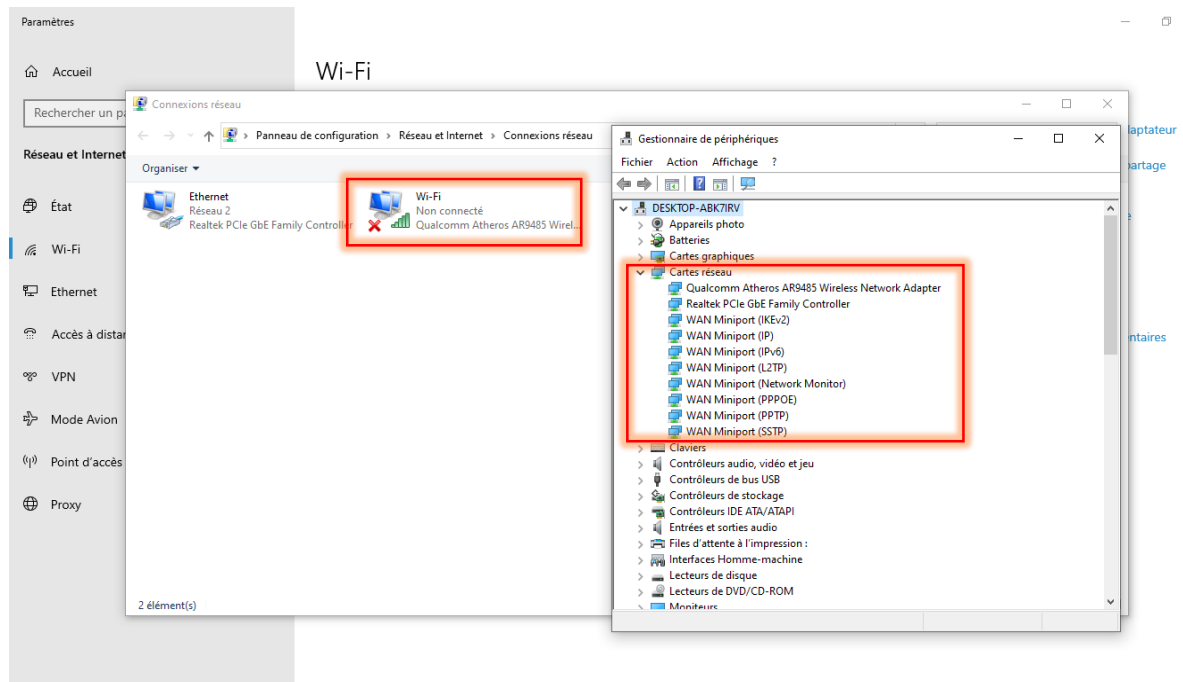 Paramètres
Accueil
Rechercher un pa
Réseau et Internet
État
Wi-Fi
Ethernet
Accès à distan
VPN
Mode Avion
Point d'accès
Proxy
Wi-Fi
Connexions réseau
Panneau de configuration › Réseau et Internet › Connexions réseau
Organiser
Ethernet
Réseau 2
Realtek PCIe GbE Family Controller
Wi-Fi
Non connecté
Qualcomm Atheros AR9485 Wirel...
2 élément(s)
Gestionnaire de périphériques
Fichier Action Affichage ?
DESKTOP-ABK7IRV
Appareils photo
Batteries
Cartes graphiques
Cartes réseau
Qualcomm Atheros AR9485 Wireless Network Adapter
Realtek PCIe GbE Family Controller
WAN Miniport (IKEv2)
WAN Miniport (IP)
WAN Miniport (IPv6)
WAN Miniport (L2TP)
WAN Miniport (Network Monitor)
WAN Miniport (PPPOE)
WAN Miniport (PPTP)
WAN Miniport (SSTP)
Claviers
Contrôleurs audio, vidéo et jeu
Contrôleurs de bus USB
Contrôleurs de stockage
Contrôleurs IDE ATA/ATAPI
Entrées et sorties audio
Files d'attente à l'impression :
Interfaces Homme-machine
Lecteurs de disque
Lecteurs de DVD/CD-ROM
Moniteurs
laptateur
partage
ntaires